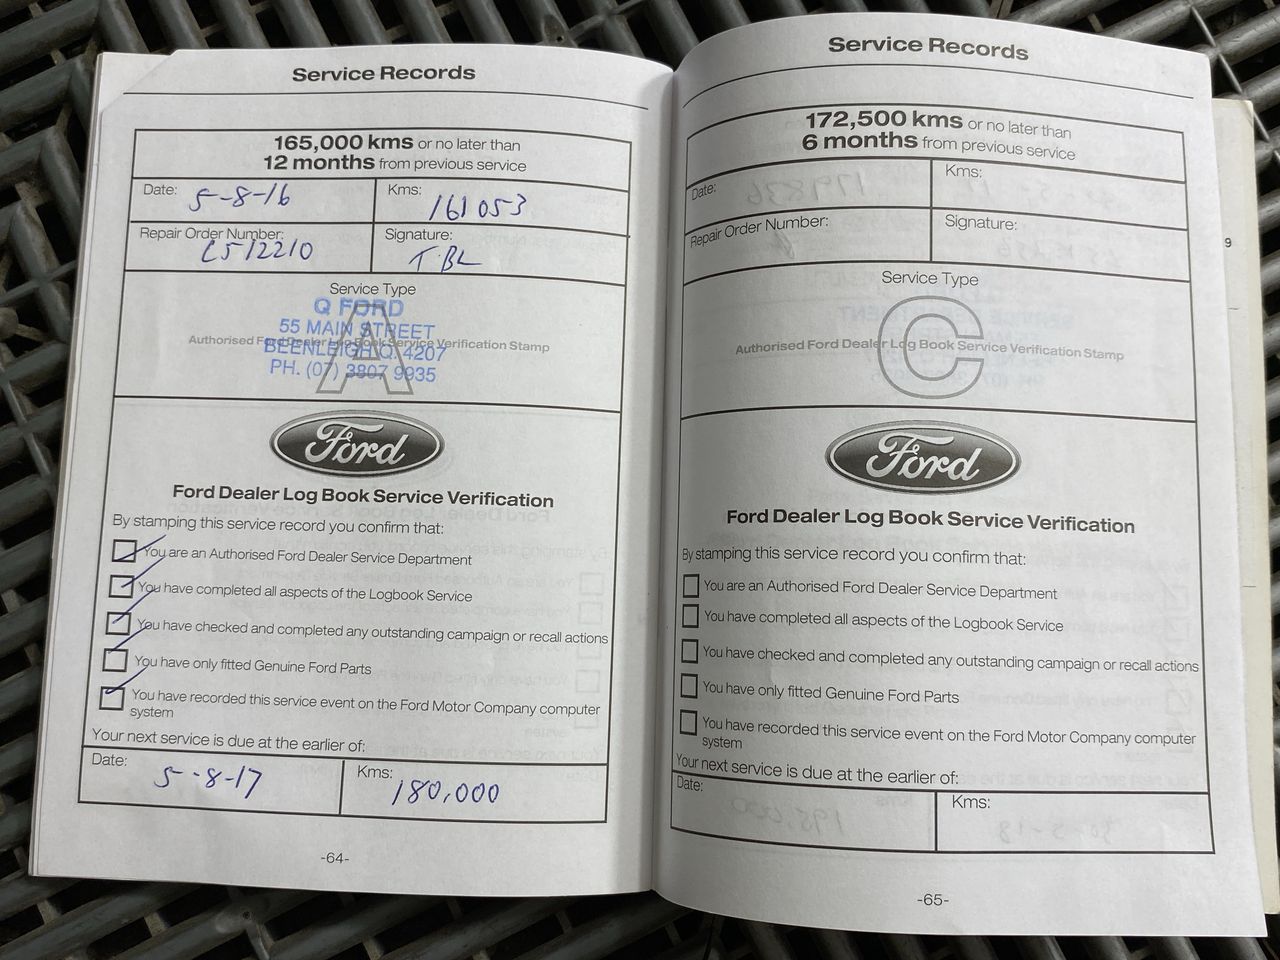 Service Records
165,000 kms or no later than
12 months from previous service
Date: 5-8-16
Kms: 161053
Repair Order Number: C512210
Signature: TBL
Service Type
Q FORD
55 MAIN STREET
Authorised Ford Dealer Log Book Service Verification Stamp
BEENLEIGH Q. 4207
PH. (07) 3807 9935
A
Ford
Ford Dealer Log Book Service Verification
By stamping this service record you confirm that:
You are an Authorised Ford Dealer Service Department
You have completed all aspects of the Logbook Service
You have checked and completed any outstanding campaign or recall actions
You have only fitted Genuine Ford Parts
You have recorded this service event on the Ford Motor Company computer
system
Your next service is due at the earlier of:
Date: 5-8-17
Kms: 180,000
-64-
Service Records
172,500 kms or no later than
6 months from previous service
Date:
Kms:
Repair Order Number:
Signature:
Service Type
Authorised Ford Dealer Log Book Service Verification Stamp
C
Ford
Ford Dealer Log Book Service Verification
By stamping this service record you confirm that:
You are an Authorised Ford Dealer Service Department
You have completed all aspects of the Logbook Service
You have checked and completed any outstanding campaign or recall actions
You have only fitted Genuine Ford Parts
You have recorded this service event on the Ford Motor Company computer
system
Your next service is due at the earlier of:
Date:
Kms:
-65-
9